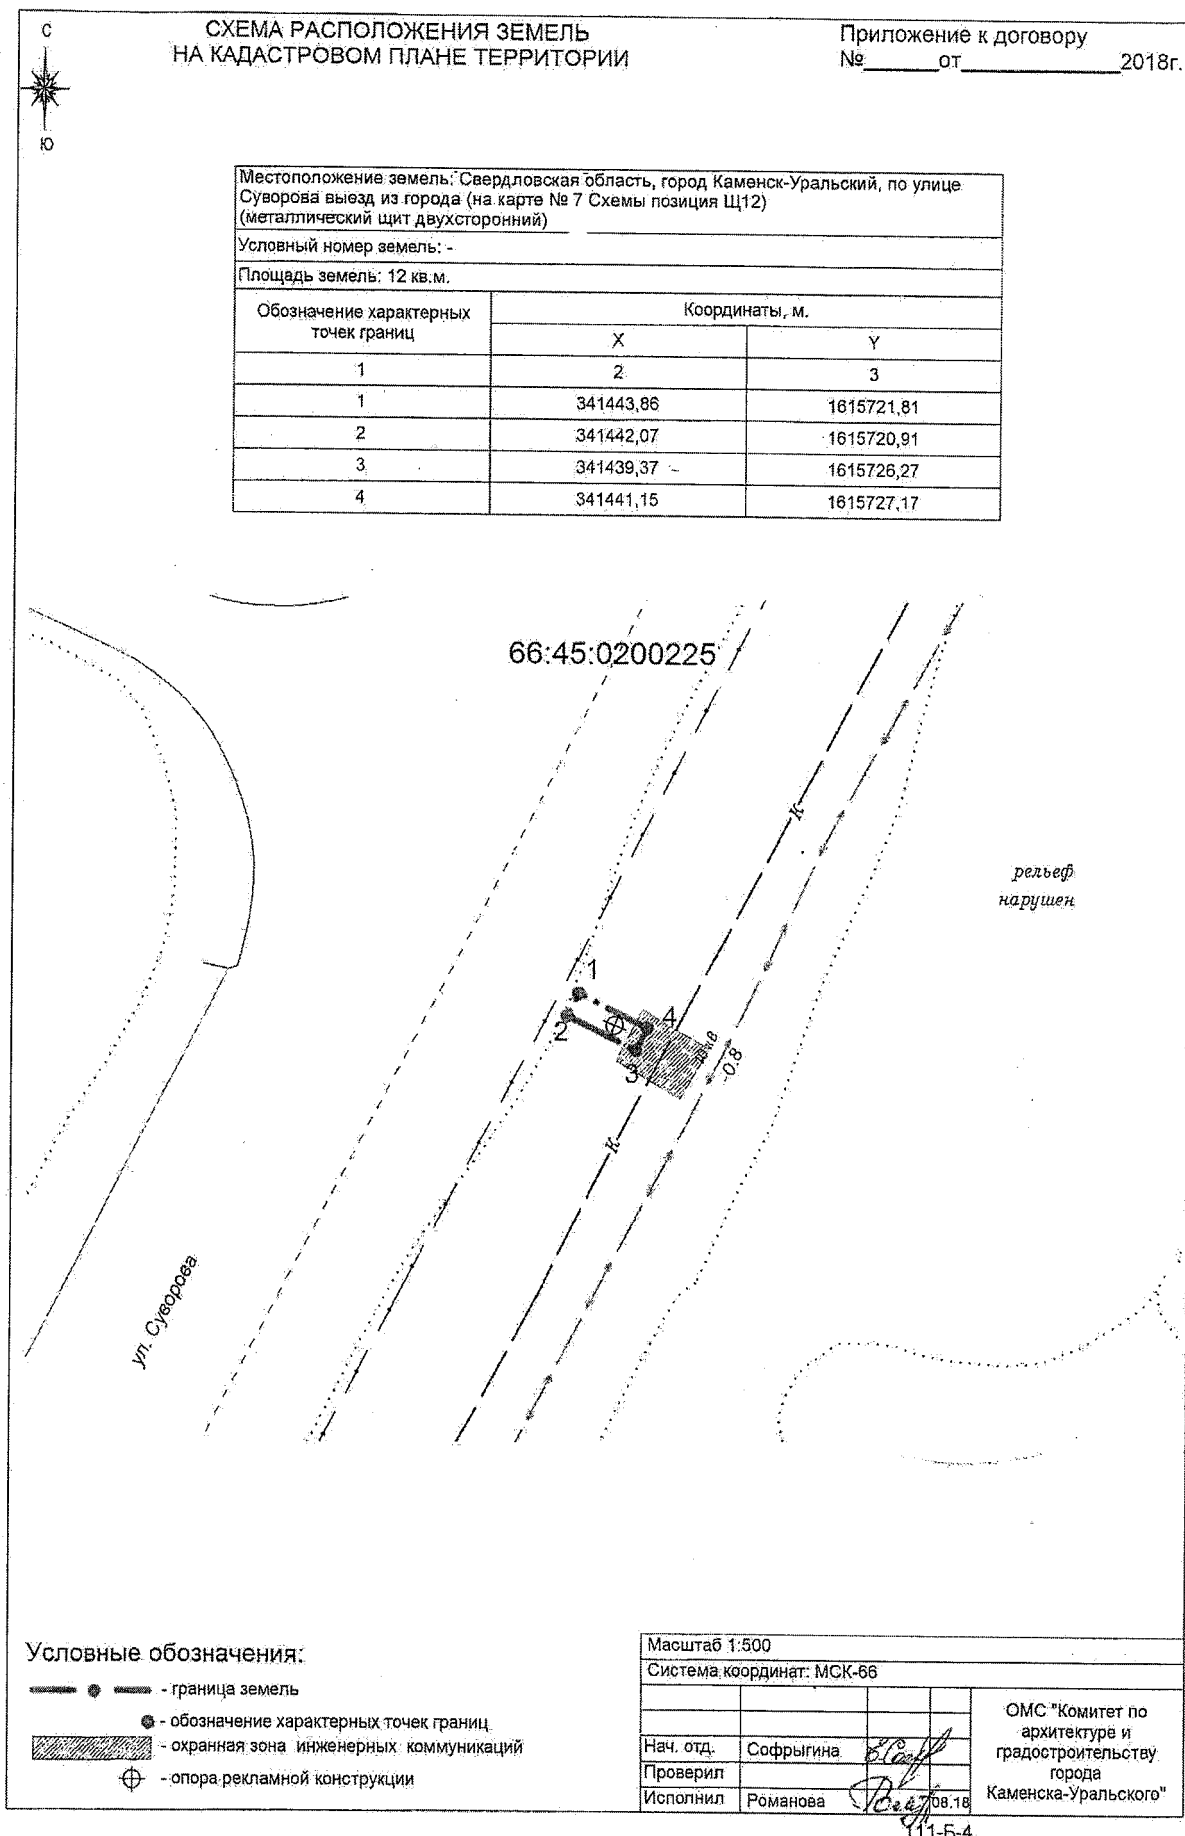 С
Ю
СХЕМА РАСПОЛОЖЕНИЯ ЗЕМЕЛЬ
НА КАДАСТРОВОМ ПЛАНЕ ТЕРРИТОРИИ
Приложение к договору
№______от____________2018г.
Местоположение земель: Свердловская область, город Каменск-Уральский, по улице
Суворова выезд из города (на карте № 7 Схемы позиция Щ12)
(металлический щит двухсторонний)
Условный номер земель: -
Площадь земель: 12 кв.м.
Обозначение характерных
точек границ
Координаты, м.
X Y
1 2 3
1 341443,86 1615721,81
2 341442,07 1615720,91
3 341439,37 1615726,27
4 341441,15 1615727,17
66:45:0200225
К
рельеф
нарушен
1
4
2
3
-0.8
К
ул. Суворова
Условные обозначения:
- граница земель
- обозначение характерных точек границ
- охранная зона инженерных коммуникаций
- опора рекламной конструкции
Масштаб 1:500
Система координат: МСК-66
Нач. отд. Софрыгина
Проверил
Исполнил Романова 08.18
ОМС "Комитет по
архитектуре и
градостроительству
города
Каменска-Уральского"
111-Б-4